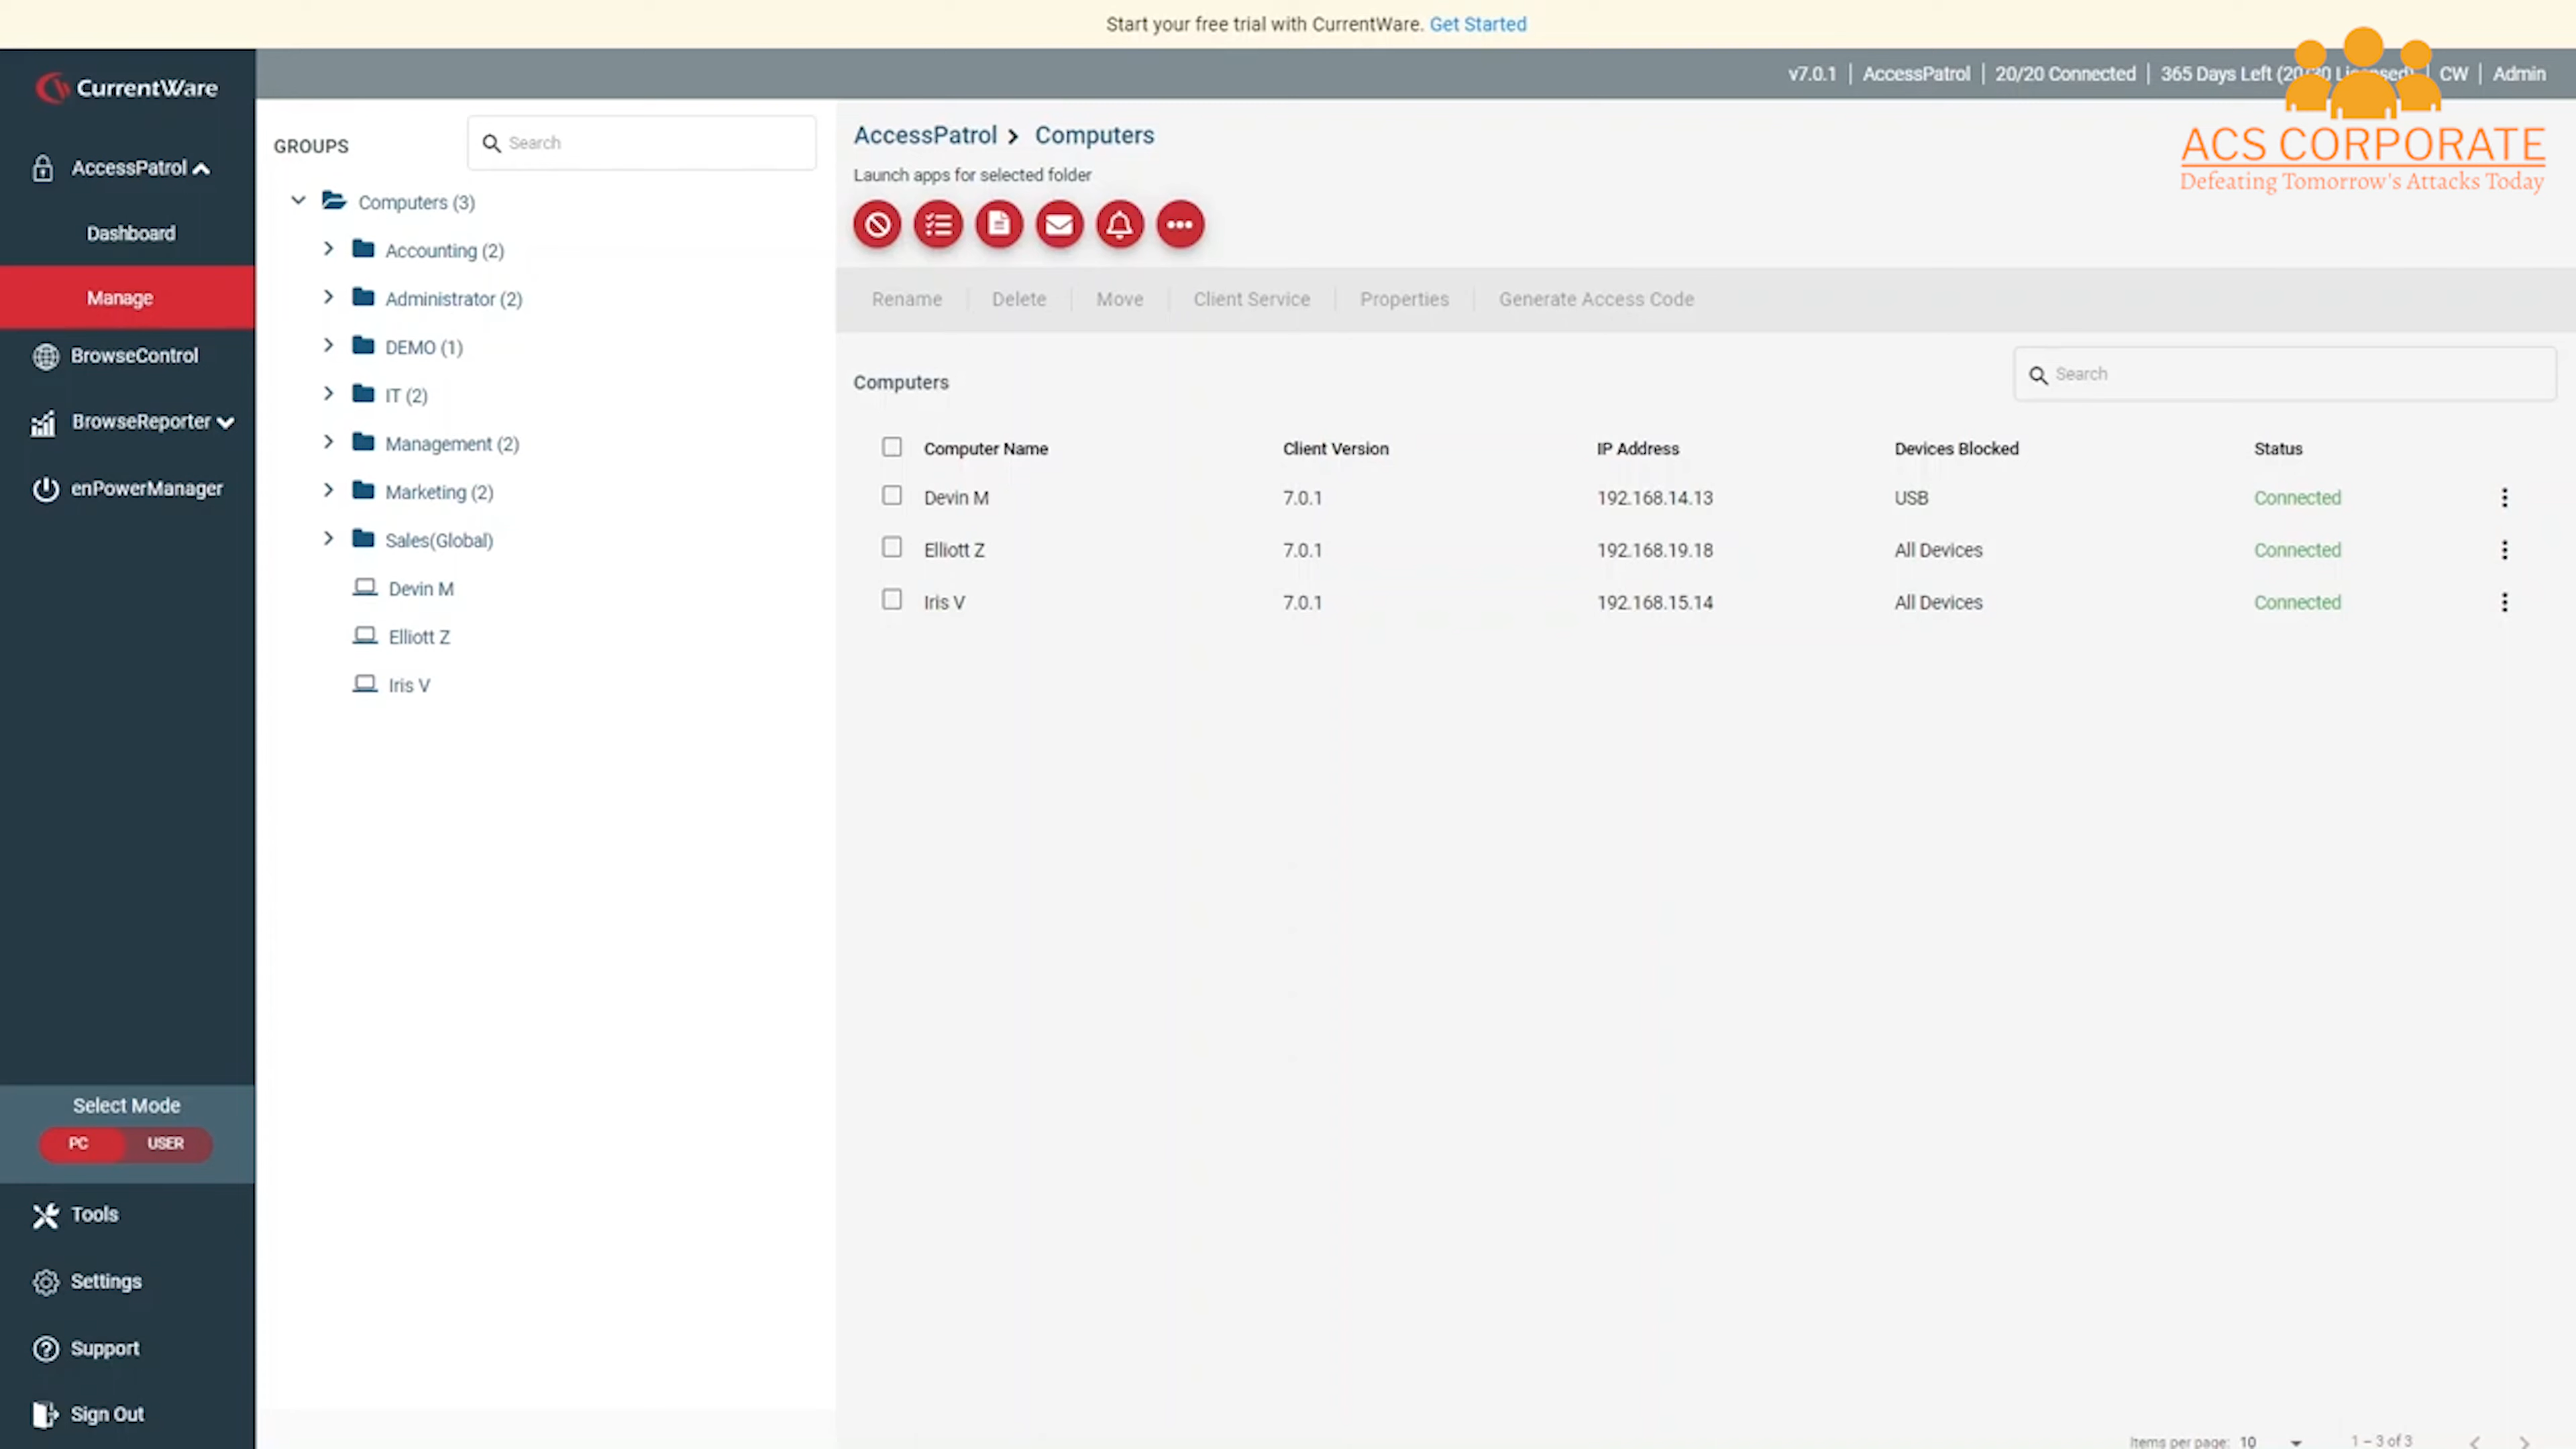 Start your free trial with CurrentWare. Get Started
CurrentWare
v7.0.1 | AccessPatrol | 20/20 Connected | 365 Days Left (20/30 Licensed) | CW | Admin
ACS CORPORATE
Defeating Tomorrow's Attacks Today
AccessPatrol
Dashboard
Manage
BrowseControl
BrowseReporter
enPowerManager
Select Mode
PC USER
Tools
Settings
Support
Sign Out
GROUPS
Search
Computers (3)
Accounting (2)
Administrator (2)
DEMO (1)
IT (2)
Management (2)
Marketing (2)
Sales(Global)
Devin M
Elliott Z
Iris V
AccessPatrol > Computers
Launch apps for selected folder
Rename Delete Move Client Service Properties Generate Access Code
Computers
Search
Computer Name Client Version IP Address Devices Blocked Status
Devin M 7.0.1 192.168.14.13 USB Connected
Elliott Z 7.0.1 192.168.19.18 All Devices Connected
Iris V 7.0.1 192.168.15.14 All Devices Connected
Items per page: 10 1 – 3 of 3